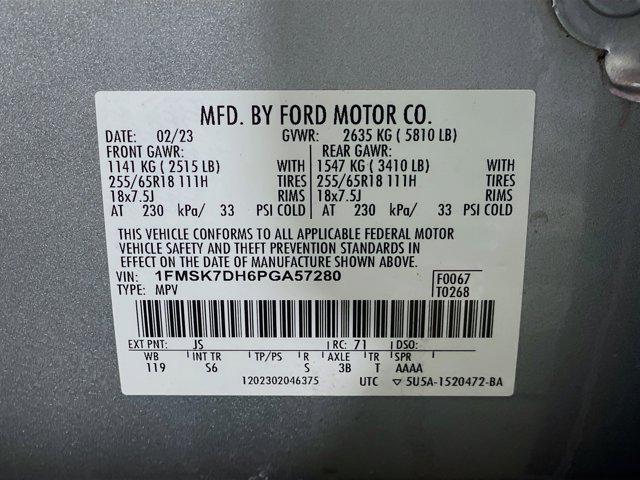 MFD. BY FORD MOTOR CO.
DATE: 02/23 GVWR: 2635 KG ( 5810 LB)
FRONT GAWR: REAR GAWR:
1141 KG ( 2515 LB) WITH 1547 KG ( 3410 LB) WITH
255/65R18 111H TIRES 255/65R18 111H TIRES
18x7.5J RIMS 18x7.5J RIMS
AT 230 kPa/ 33 PSI COLD AT 230 kPa/ 33 PSI COLD
THIS VEHICLE CONFORMS TO ALL APPLICABLE FEDERAL MOTOR
VEHICLE SAFETY AND THEFT PREVENTION STANDARDS IN
EFFECT ON THE DATE OF MANUFACTURE SHOWN ABOVE.
VIN: 1FMSK7DH6PGA57280 F0067
TYPE: MPV T0268
EXT PNT: JS RC: 71 DSO:
WB INT TR TP/PS R AXLE TR SPR
119 S6 S 3B T AAAA
1202302046375 UTC ▽ 5U5A-1520472-BA